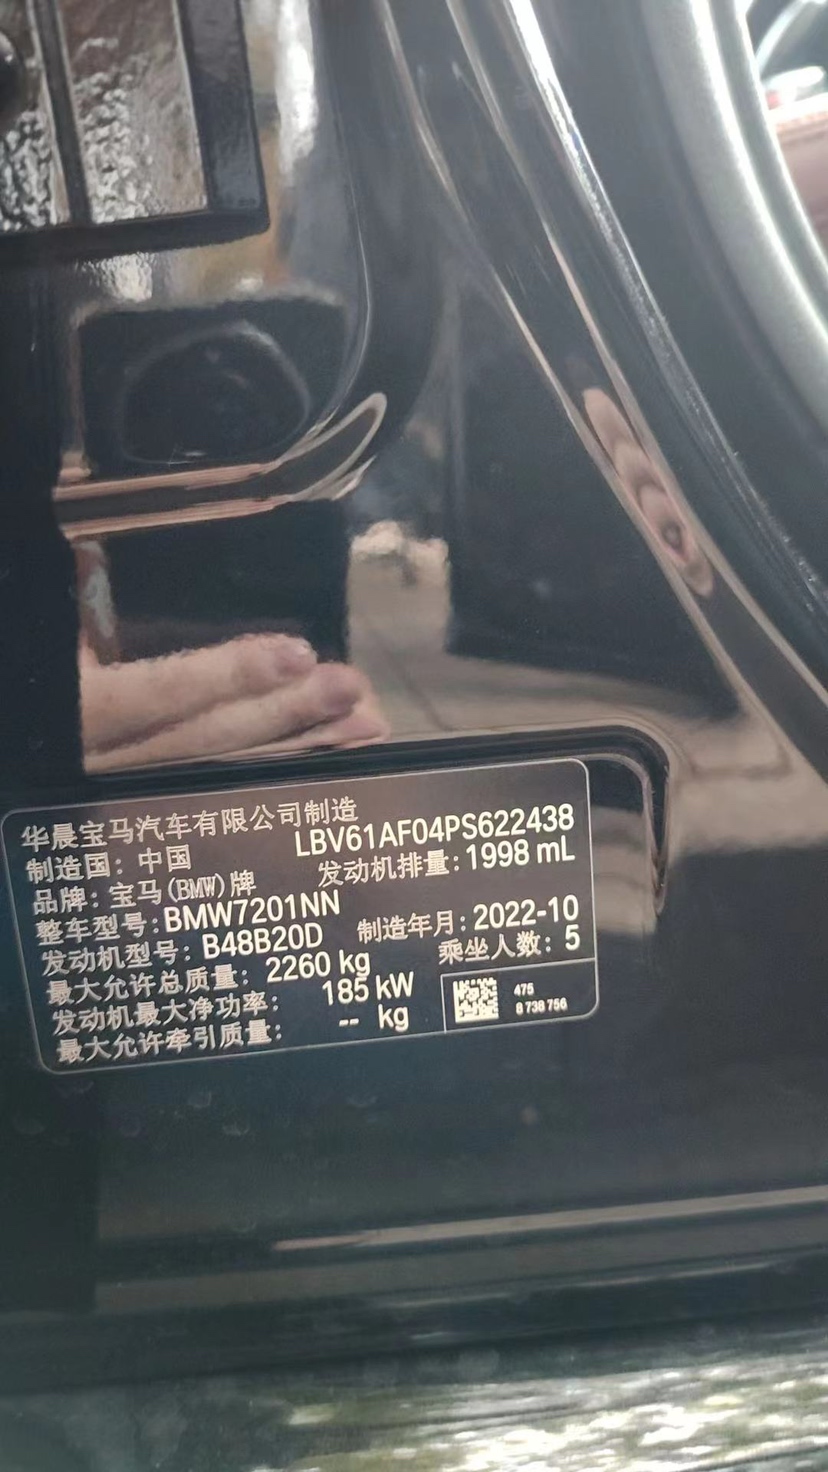 华晨宝马汽车有限公司制造
制造国：中国 LBV61AF04PS622438
品牌：宝马(BMW)牌 发动机排量：1998 mL
整车型号：BMW7201NN
发动机型号：B48B20D 制造年月：2022-10
最大允许总质量：2260 kg 乘坐人数：5
发动机最大净功率：185 kW
最大允许牵引质量：-- kg
475
8 738 756